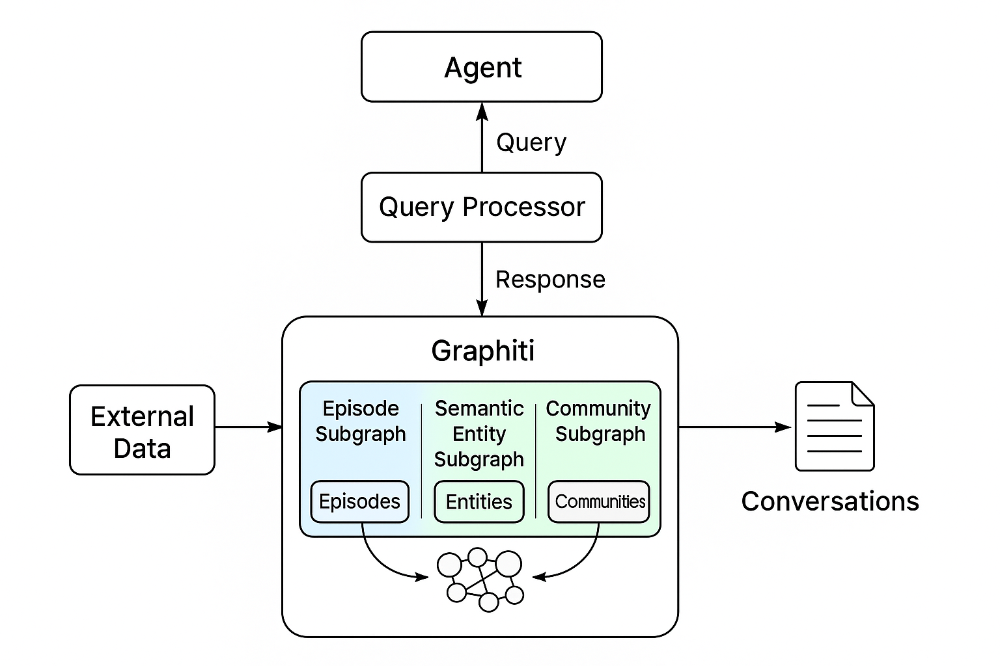 Agent
Query
Query Processor
Response
Graphiti
External
Data
Episode
Subgraph
Semantic
Entity
Subgraph
Community
Subgraph
Episodes
Entities
Communities
Conversations